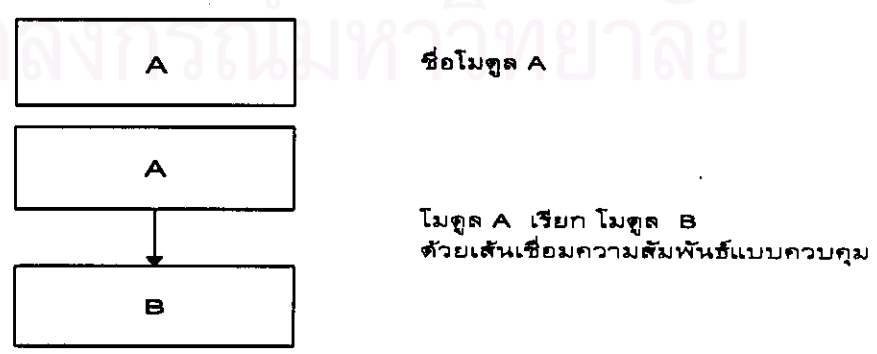 A
ชื่อโมดูล A
A
โมดูล A เรียก โมดูล B
ด้วยเส้นเชื่อมความสัมพันธ์แบบควบคุม
B